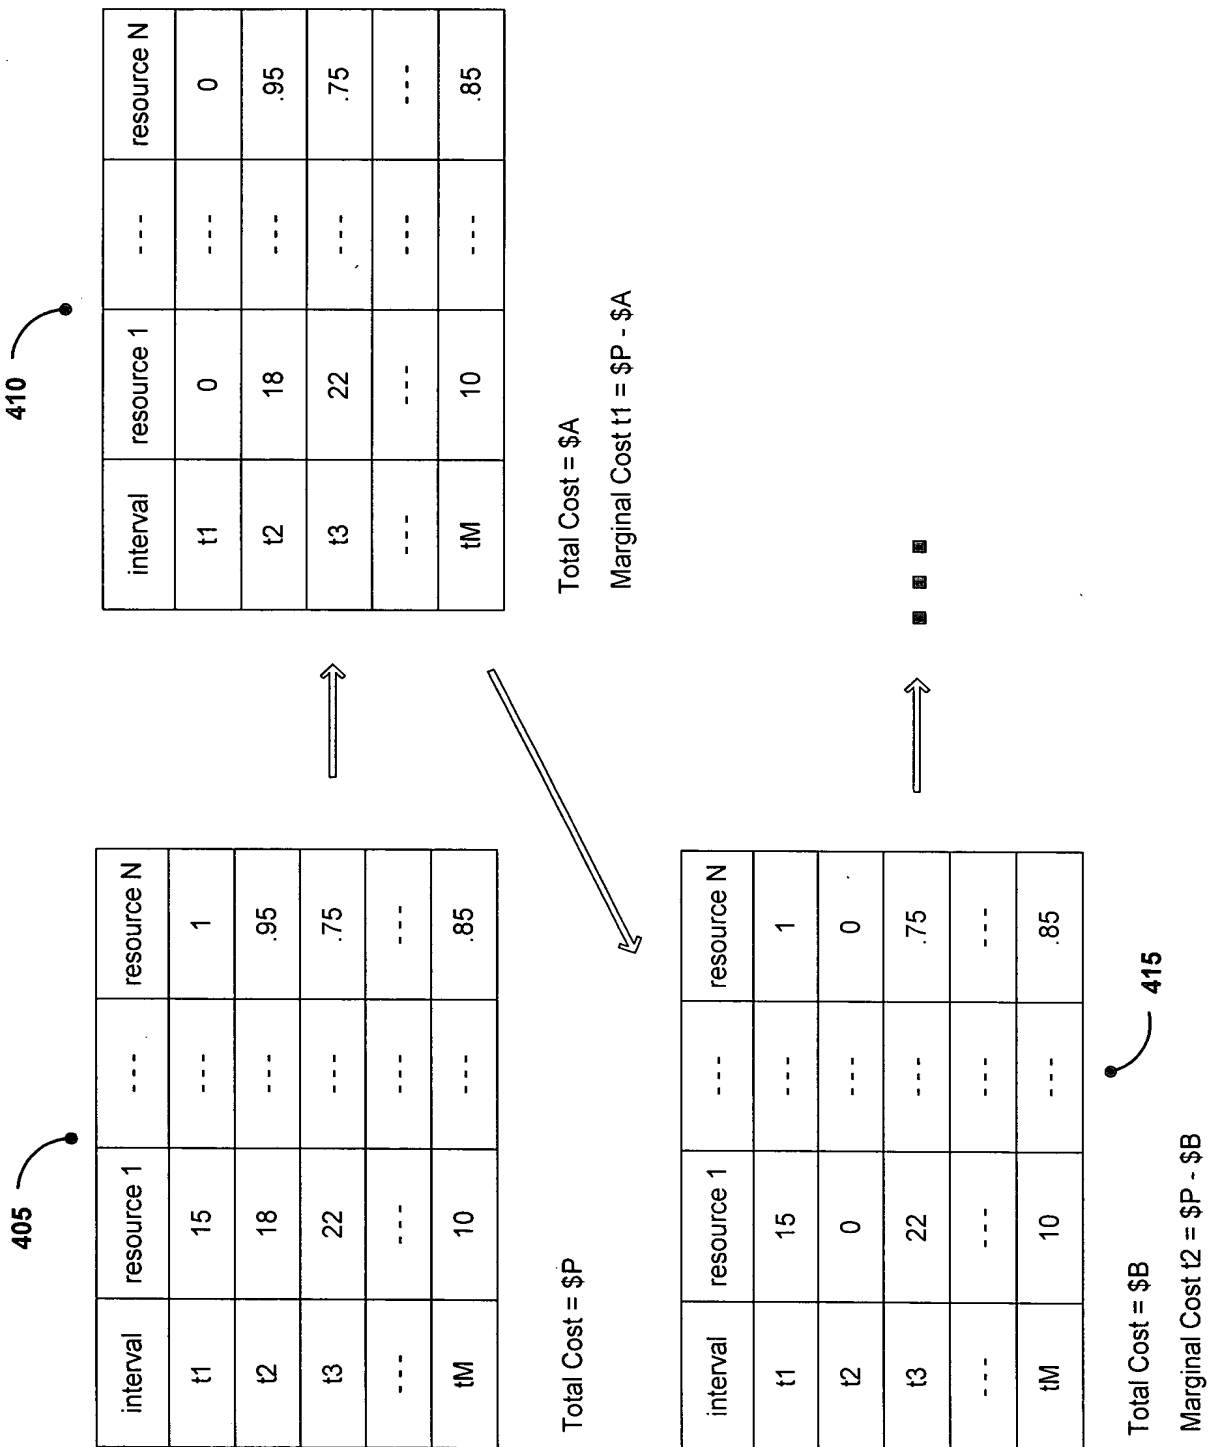 405
interval resource 1 --- resource N
t1 15 --- 1
t2 18 --- .95
t3 22 --- .75
--- --- --- ---
tM 10 --- .85
Total Cost = $P
410
interval resource 1 --- resource N
t1 0 --- 0
t2 18 --- .95
t3 22 --- .75
--- --- --- ---
tM 10 --- .85
Total Cost = $A
Marginal Cost t1 = $P - $A
interval resource 1 --- resource N
t1 15 --- 1
t2 0 --- 0
t3 22 --- .75
--- --- --- ---
tM 10 --- .85
415
Total Cost = $B
Marginal Cost t2 = $P - $B